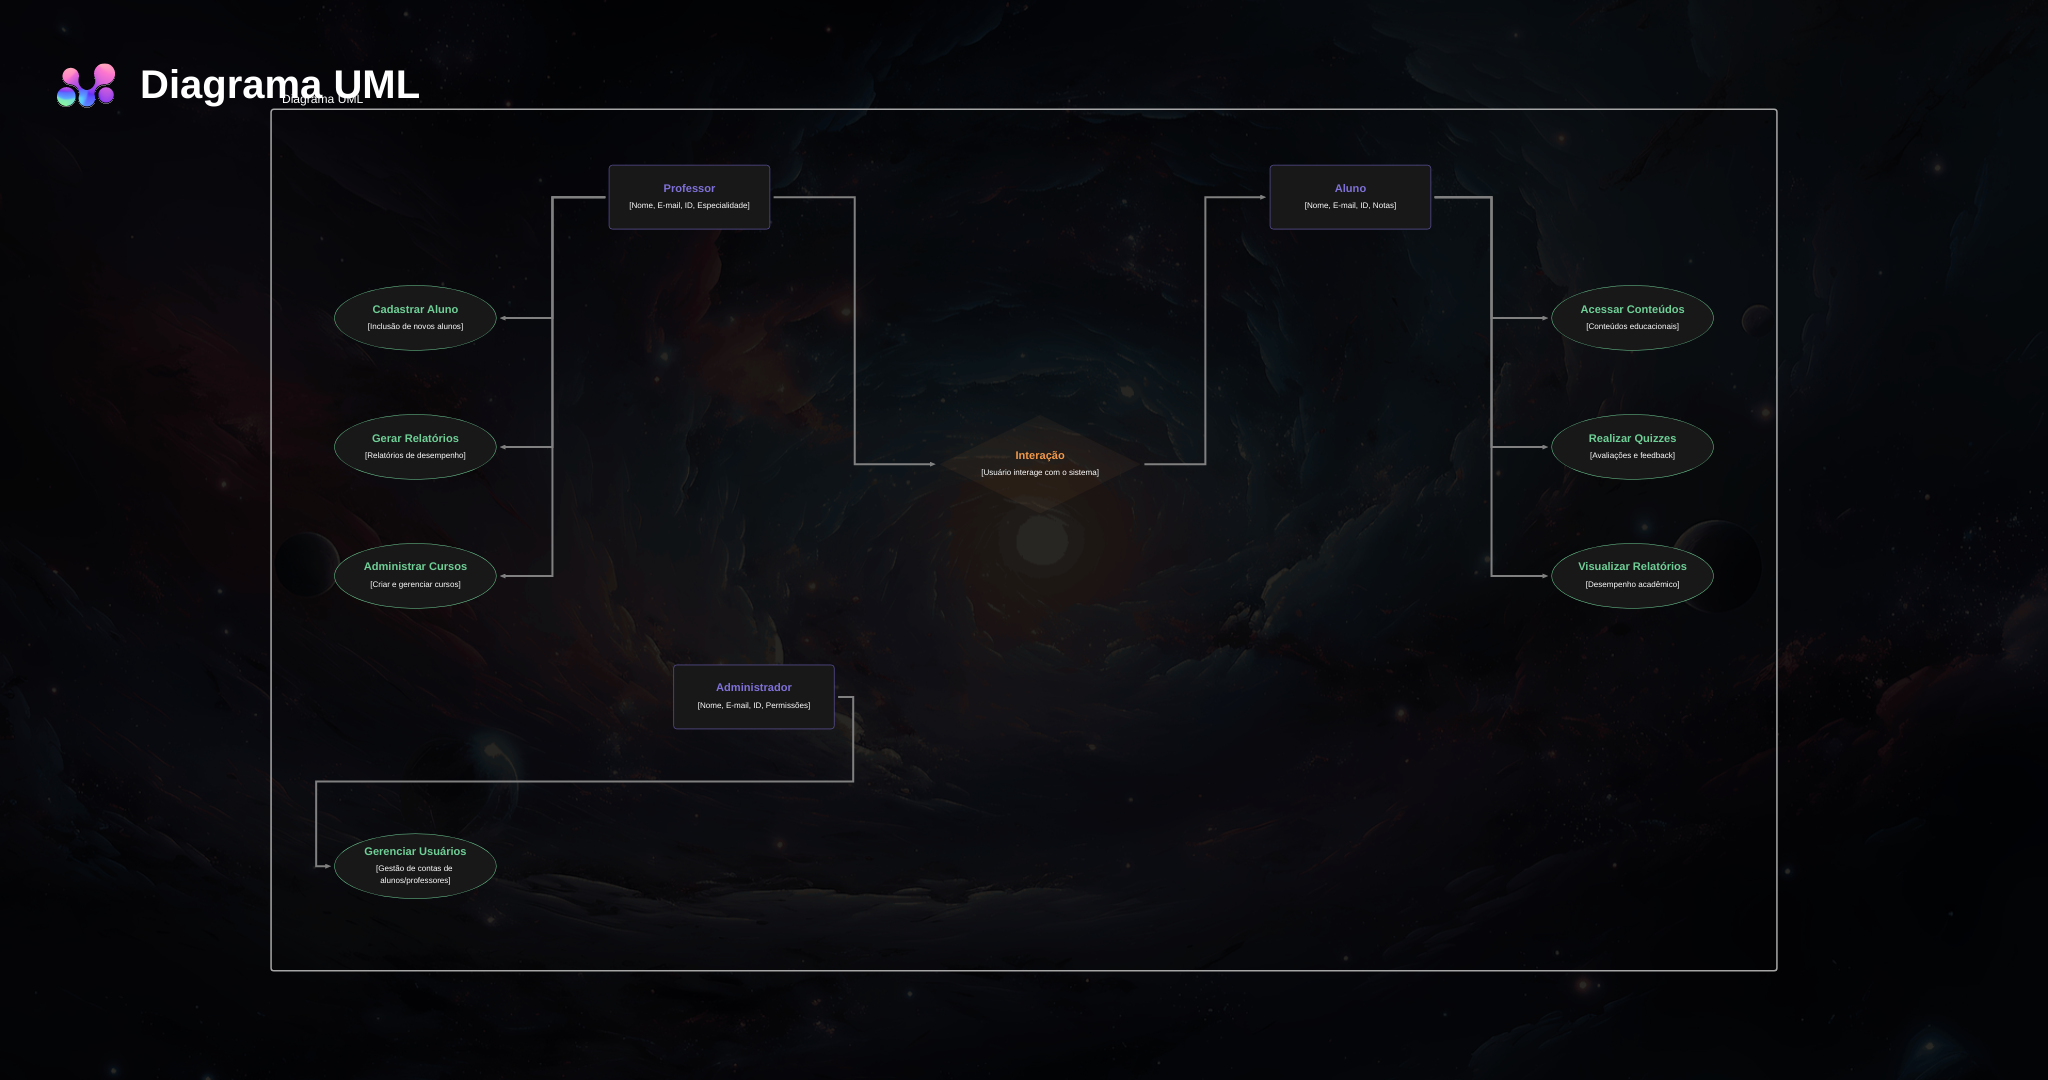 Diagrama UML
Diagrama UML
Professor
[Nome, E-mail, ID, Especialidade]
Aluno
[Nome, E-mail, ID, Notas]
Cadastrar Aluno
[Inclusão de novos alunos]
Acessar Conteúdos
[Conteúdos educacionais]
Gerar Relatórios
[Relatórios de desempenho]
Interação
[Usuário interage com o sistema]
Realizar Quizzes
[Avaliações e feedback]
Administrar Cursos
[Criar e gerenciar cursos]
Visualizar Relatórios
[Desempenho acadêmico]
Administrador
[Nome, E-mail, ID, Permissões]
Gerenciar Usuários
[Gestão de contas de
alunos/professores]